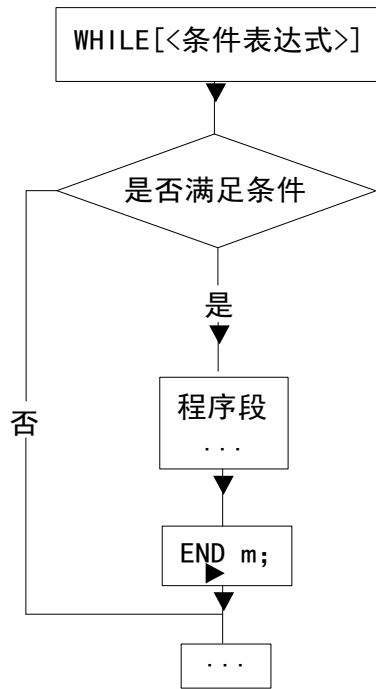 WHILE[<条件表达式>]
是否满足条件
是
否
程序段
...
END m;
...